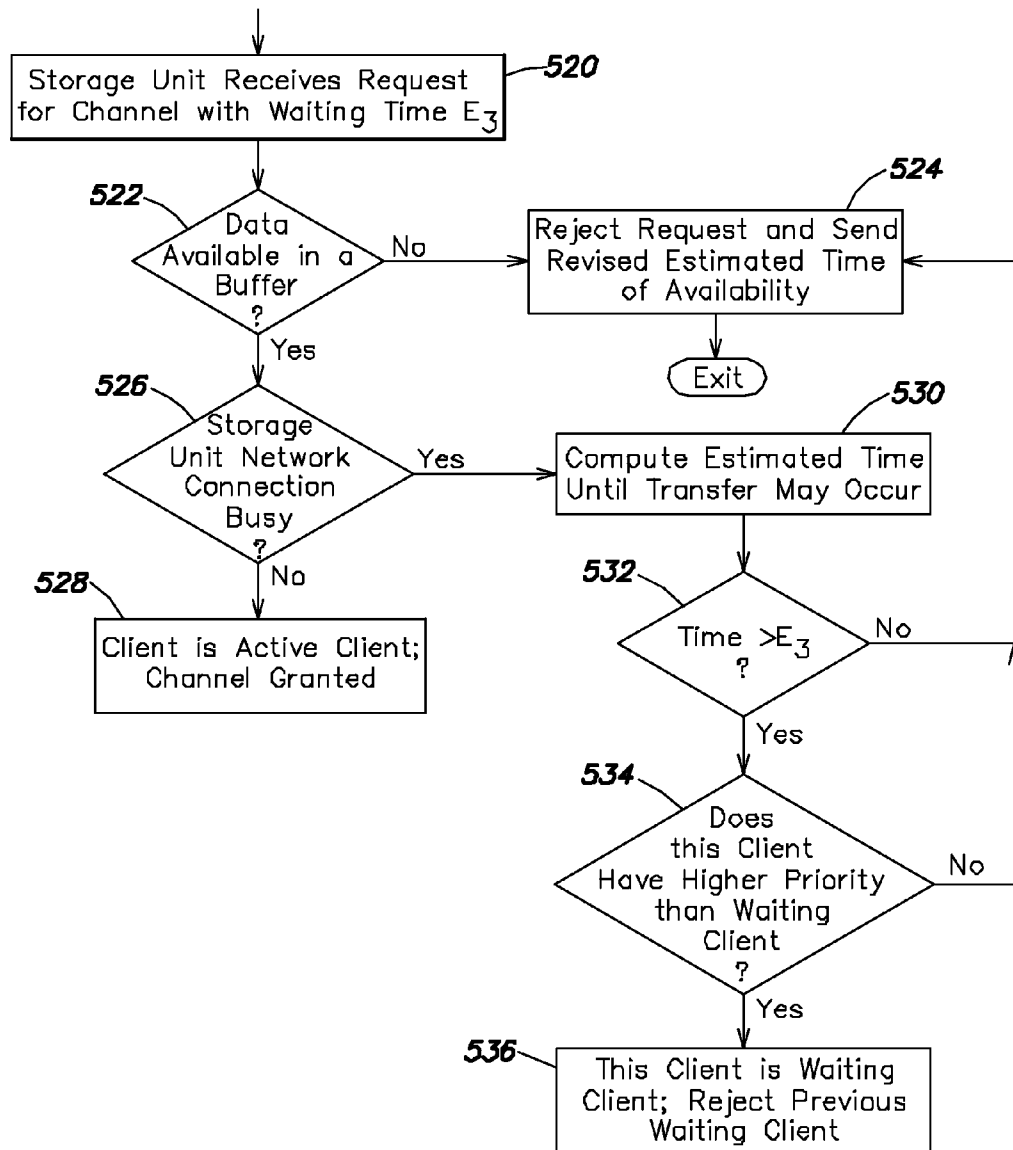 520
Storage Unit Receives Request
for Channel with Waiting Time E3
522
Data
Available in a
Buffer
?
No
Yes
524
Reject Request and Send
Revised Estimated Time
of Availability
Exit
526
Storage
Unit Network
Connection
Busy
?
Yes
No
528
Client is Active Client;
Channel Granted
530
Compute Estimated Time
Until Transfer May Occur
532
Time >E3
?
No
Yes
534
Does
this Client
Have Higher Priority
than Waiting
Client
?
No
Yes
536
This Client is Waiting
Client; Reject Previous
Waiting Client